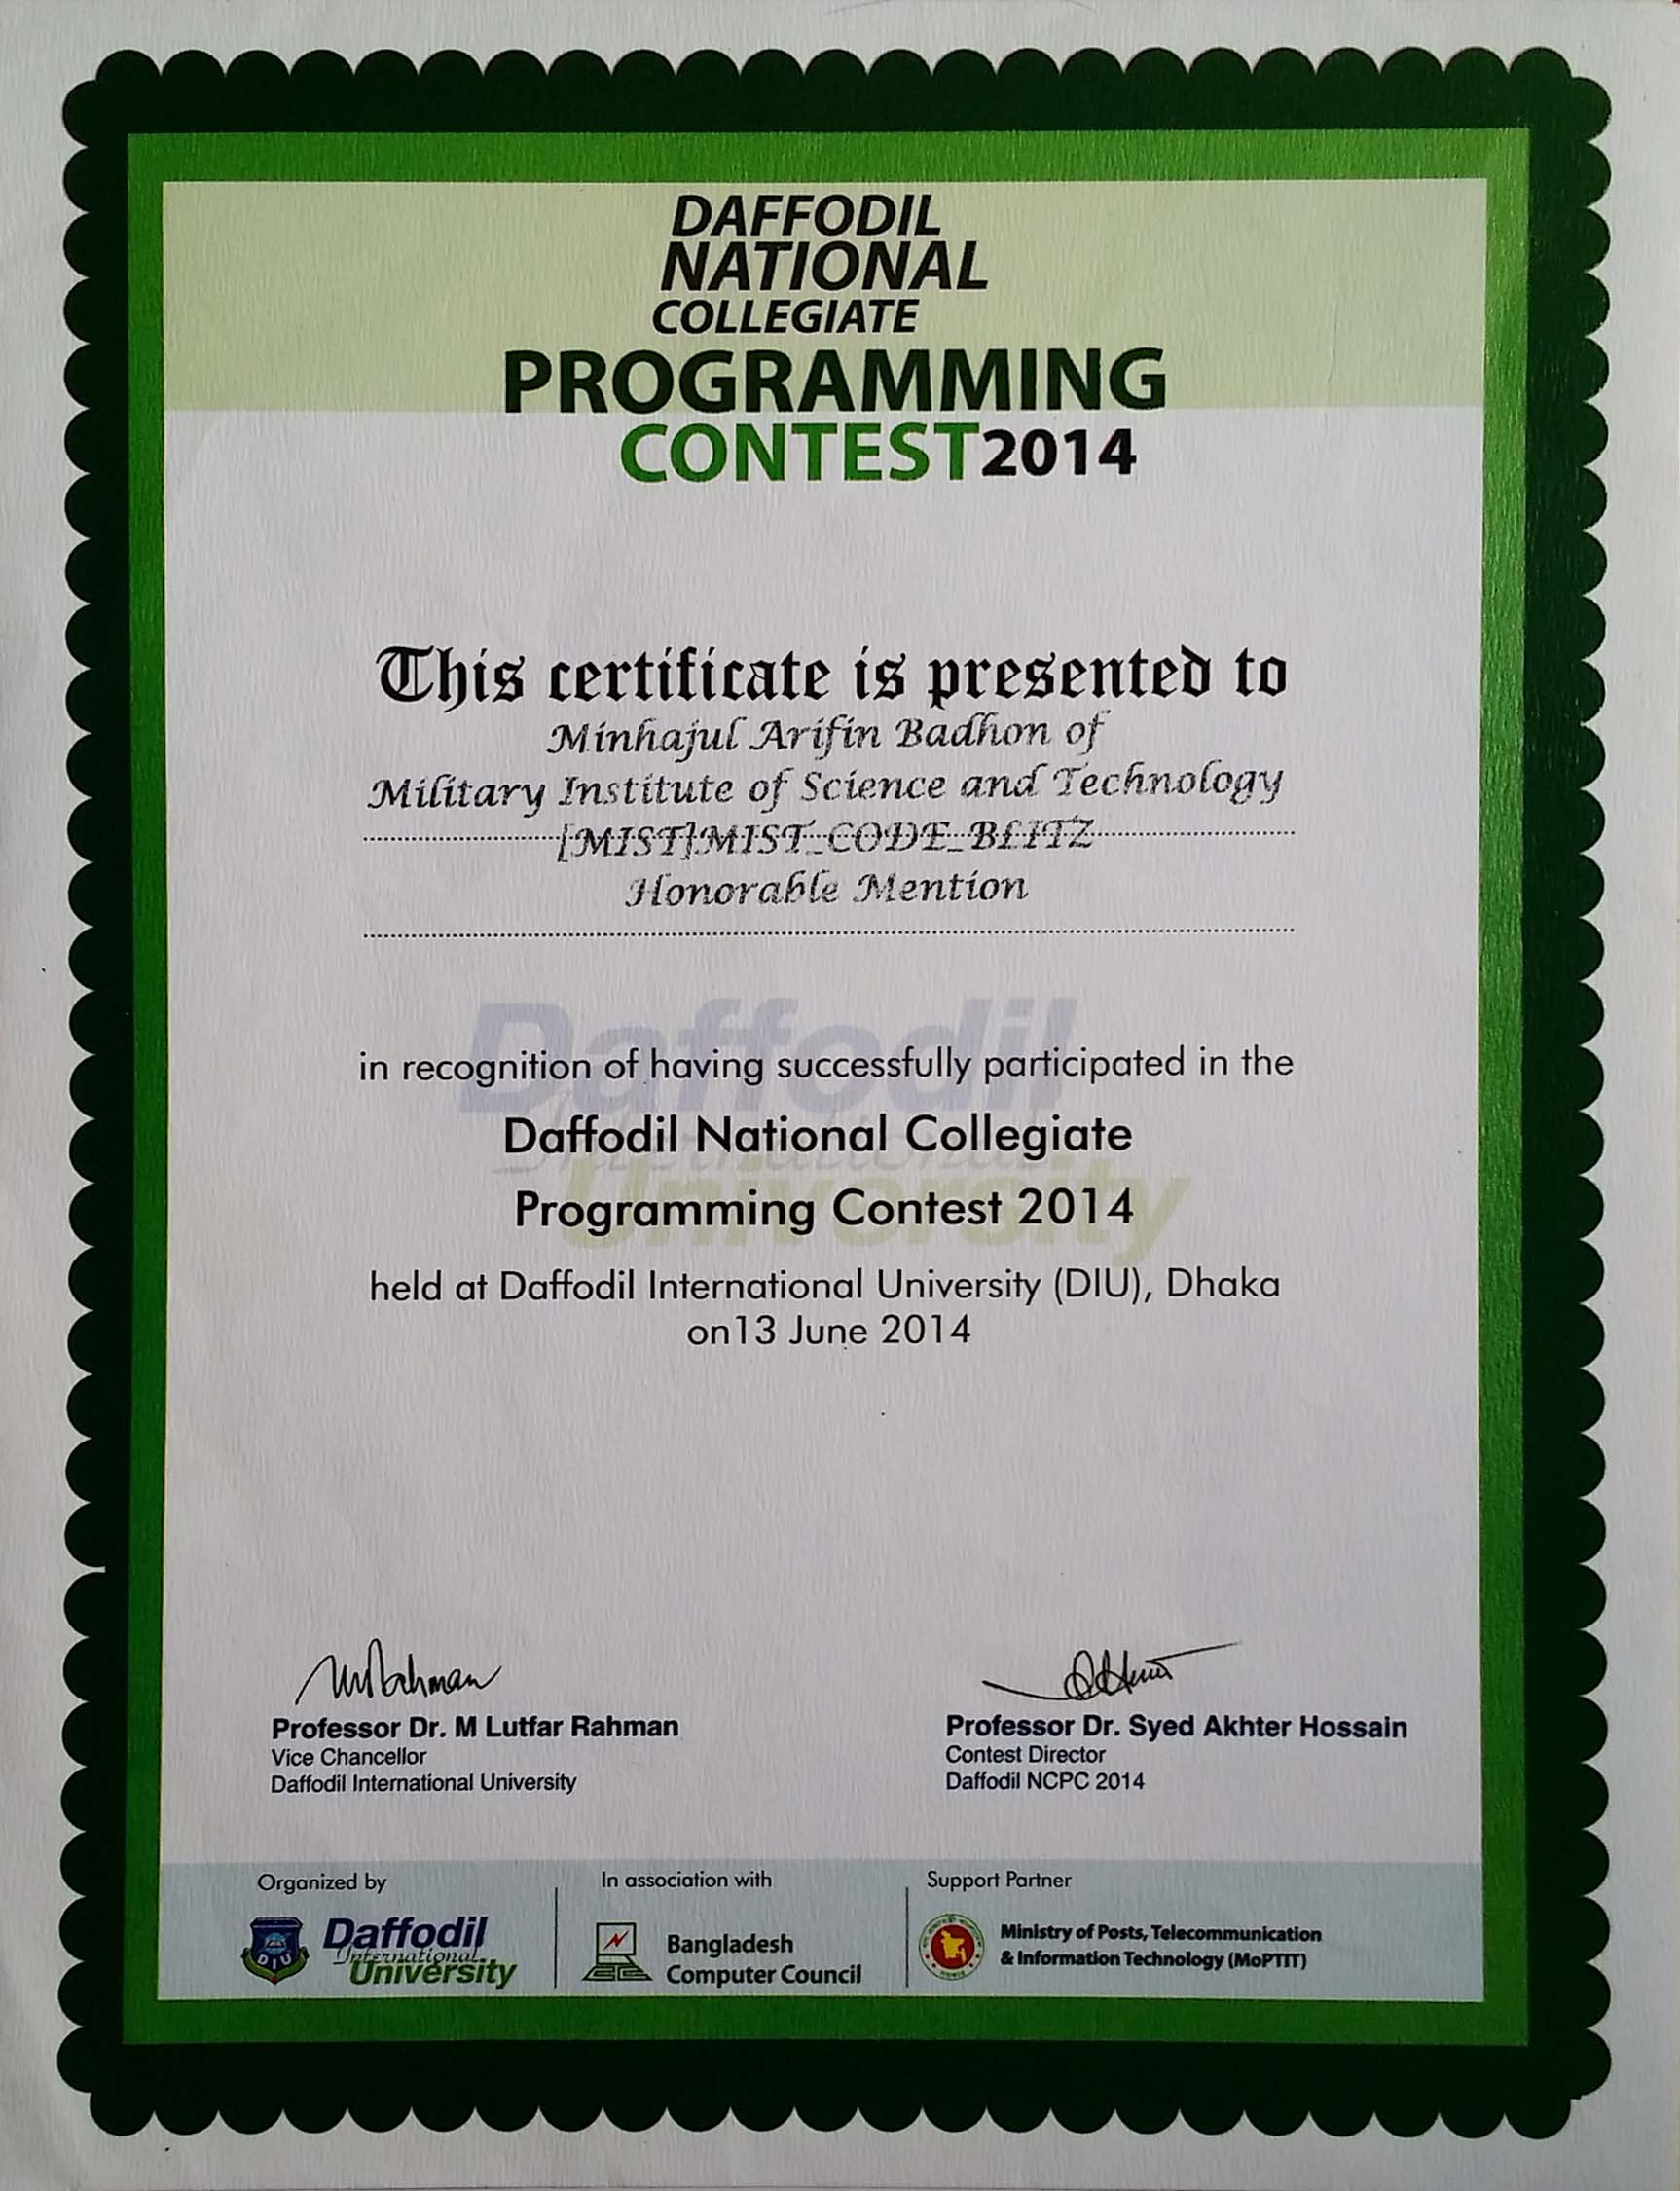 DAFFODIL
NATIONAL
COLLEGIATE
PROGRAMMING
CONTEST2014
This certificate is presented to
Minhajul Arifin Badhon of
Military Institute of Science and Technology
[MIST]MIST_CODE_BLITZ
Honorable Mention
Daffodil
International
University
in recognition of having successfully participated in the
Daffodil National Collegiate
Programming Contest 2014
held at Daffodil International University (DIU), Dhaka
on13 June 2014
Professor Dr. M Lutfar Rahman
Vice Chancellor
Daffodil International University
Professor Dr. Syed Akhter Hossain
Contest Director
Daffodil NCPC 2014
Organized by
DIU
Daffodil
International
University
In association with
Bangladesh
Computer Council
Support Partner
Ministry of Posts, Telecommunication
& Information Technology (MoPTIT)